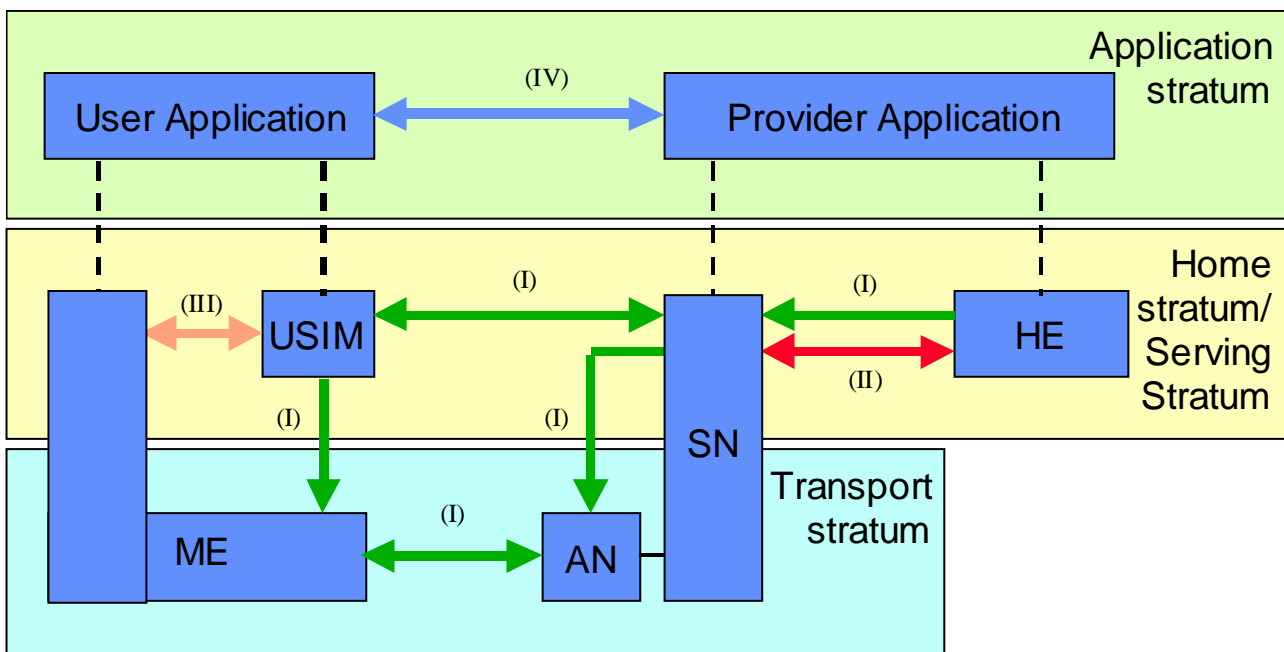 Application
stratum
(IV)
User Application
Provider Application
Home
stratum/
Serving
Stratum
(I)
(I)
(III)
USIM
HE
(II)
(I)
(I)
SN
Transport
stratum
(I)
ME
AN